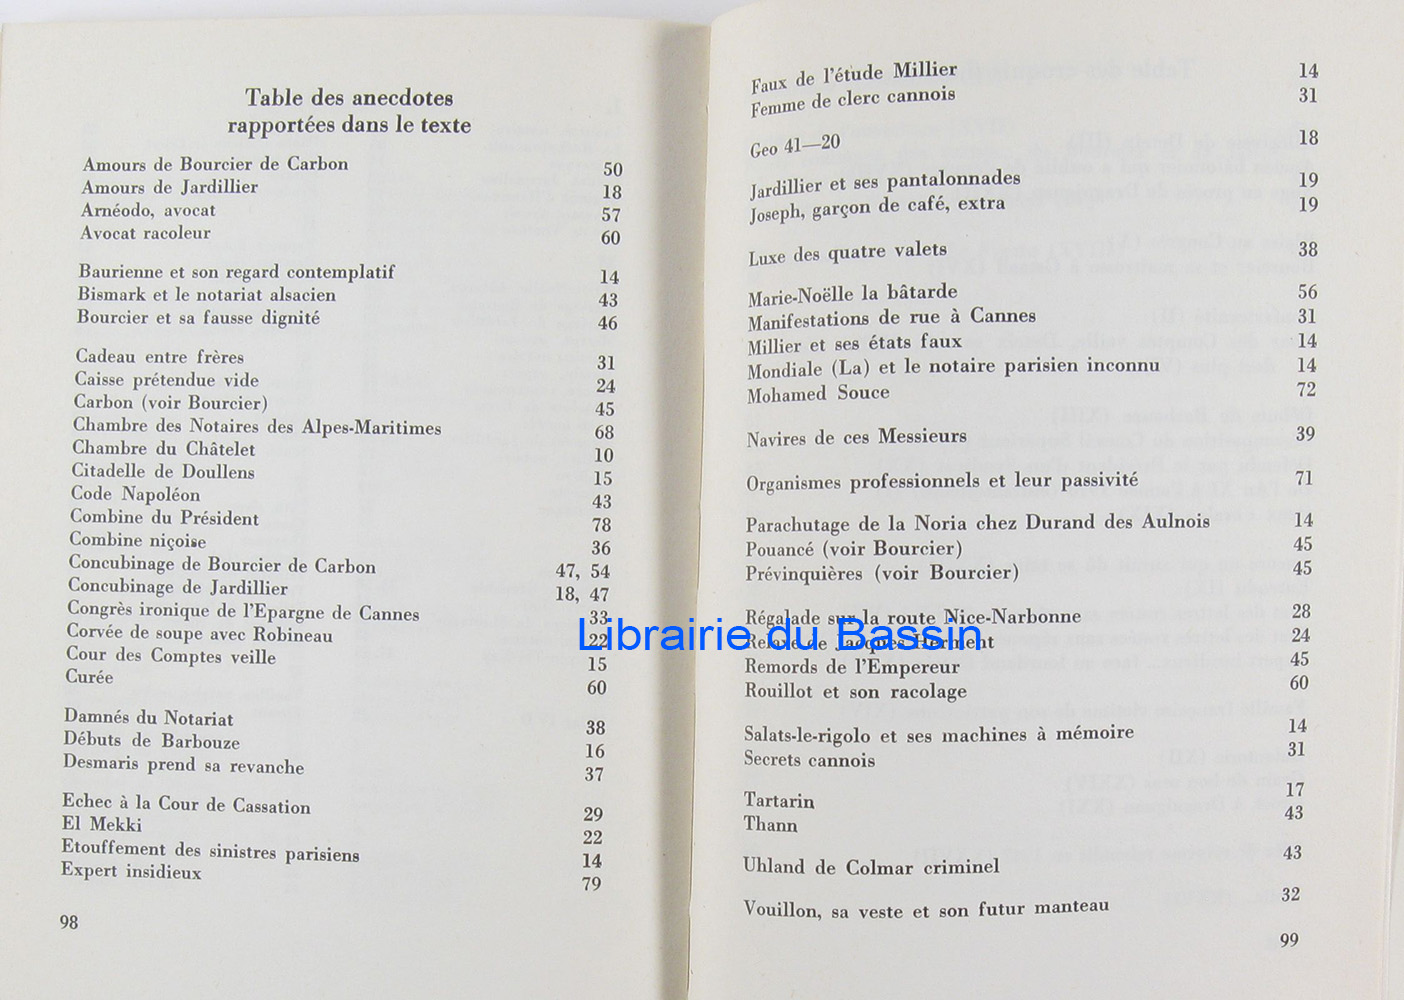 Table des anecdotes
rapportées dans le texte
Amours de Bourcier de Carbon 50
Amours de Jardillier 18
Arnéodo, avocat 57
Avocat racoleur 60
Baurienne et son regard contemplatif 14
Bismark et le notariat alsacien 43
Bourcier et sa fausse dignité 46
Cadeau entre frères 31
Caisse prétendue vide 24
Carbon (voir Bourcier) 45
Chambre des Notaires des Alpes-Maritimes 68
Chambre du Châtelet 10
Citadelle de Doullens 15
Code Napoléon 43
Combine du Président 78
Combine niçoise 36
Concubinage de Bourcier de Carbon 47, 54
Concubinage de Jardillier 18, 47
Congrès ironique de l'Epargne de Cannes 33
Corvée de soupe avec Robineau 22
Cour des Comptes veille 15
Curée 60
Damnés du Notariat 38
Débuts de Barbouze 16
Desmaris prend sa revanche 37
Echec à la Cour de Cassation 29
El Mekki 22
Etouffement des sinistres parisiens 14
Expert insidieux 79
98
Faux de l'étude Millier 14
Femme de clerc cannois 31
Geo 41—20 18
Jardillier et ses pantalonnades 19
Joseph, garçon de café, extra 19
Luxe des quatre valets 38
Marie-Noëlle la bâtarde 56
Manifestations de rue à Cannes 31
Millier et ses états faux 14
Mondiale (La) et le notaire parisien inconnu 14
Mohamed Souce 72
Navires de ces Messieurs 39
Organismes professionnels et leur passivité 71
Parachutage de la Noria chez Durand des Aulnois 14
Pouancé (voir Bourcier) 45
Prévinquières (voir Bourcier) 45
Régalade sur la route Nice-Narbonne 28
Relaxe de Jacques Herment 24
Remords de l'Empereur 45
Rouillot et son racolage 60
Salats-le-rigolo et ses machines à mémoire 14
Secrets cannois 31
Tartarin 17
Thann 43
Uhland de Colmar criminel 43
Vouillon, sa veste et son futur manteau 32
99
Librairie du Bassin